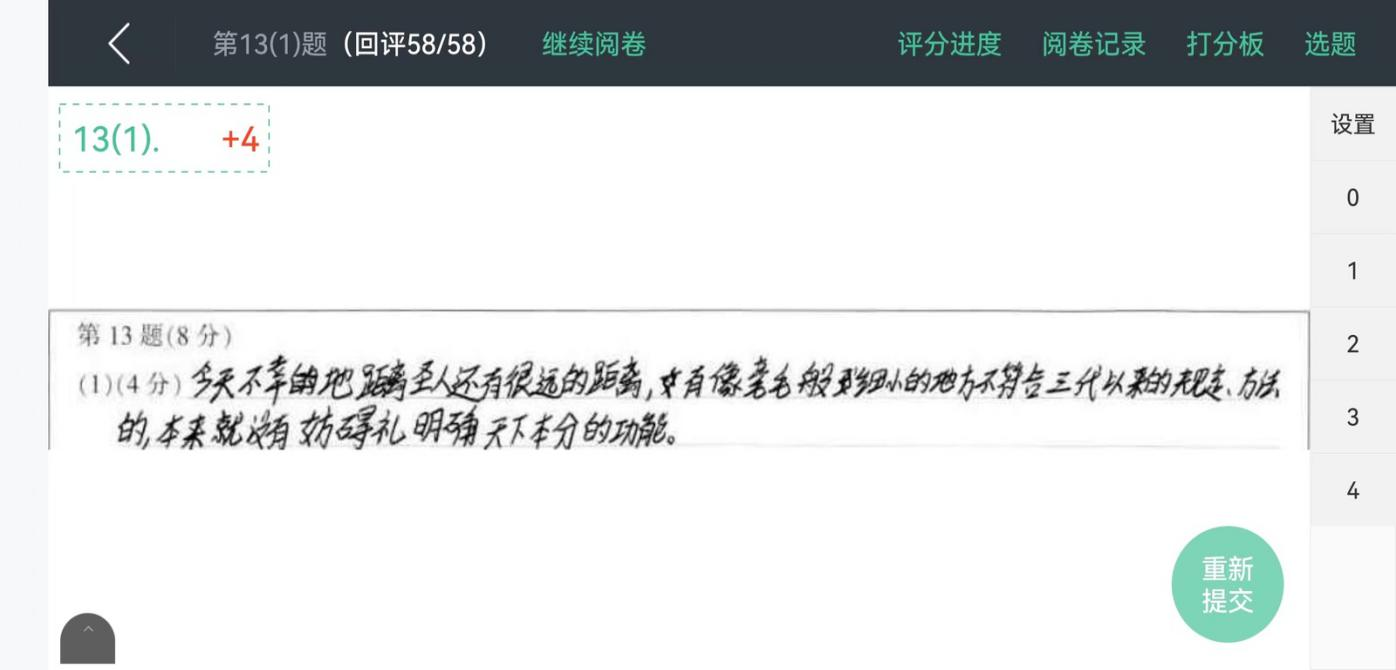 第13(1)题（回评58/58） 继续阅卷 评分进度 阅卷记录 打分板 选题
13(1). +4
设置
0
1
2
3
4
第 13 题(8 分)
(1)(4 分) 今天不幸的地距离圣人还有很远的距离,才有像毫毛般细小的地方不符合三代以来的规定、方法
的,本来就没有妨碍礼明确天下本分的功能。
重新
提交